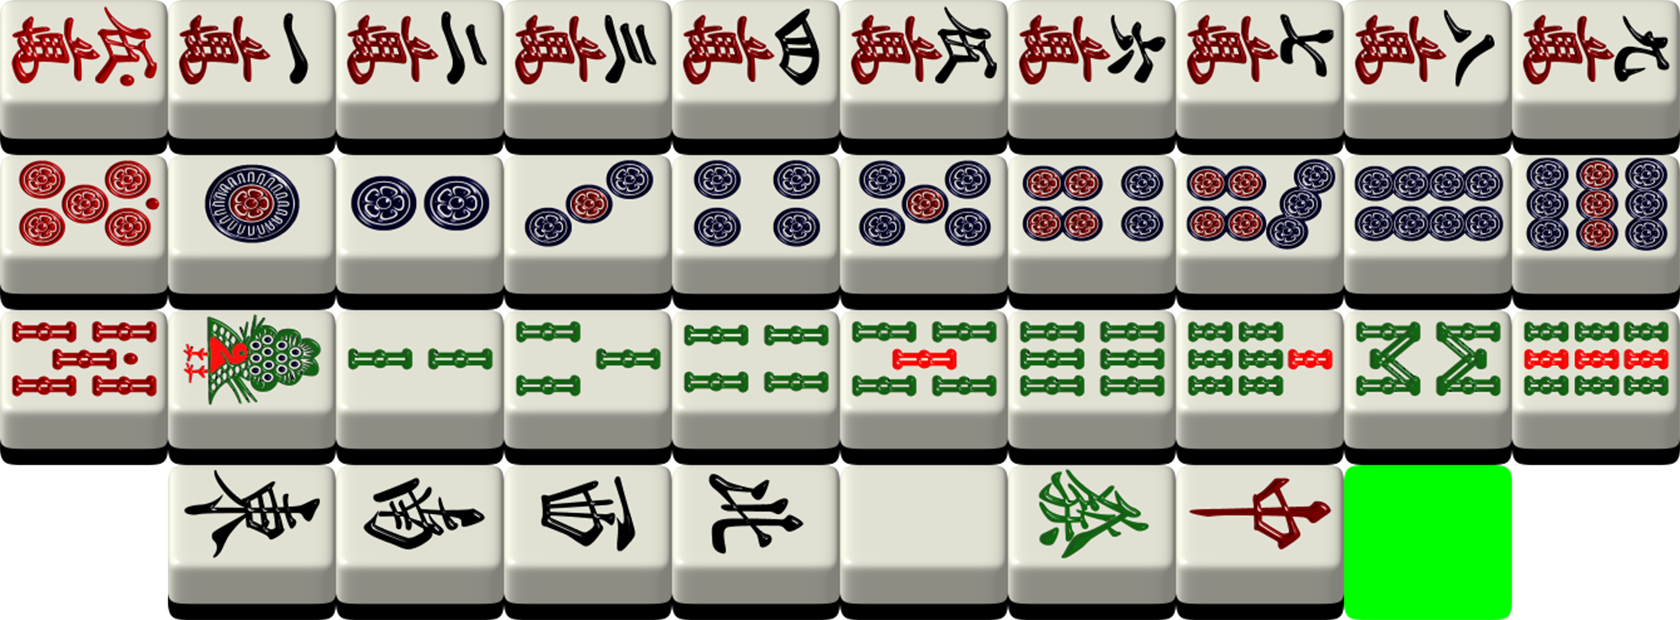 伍萬 一萬 二萬 三萬 四萬 伍萬 六萬 七萬 八萬 九萬
東 南 西 北 發 中